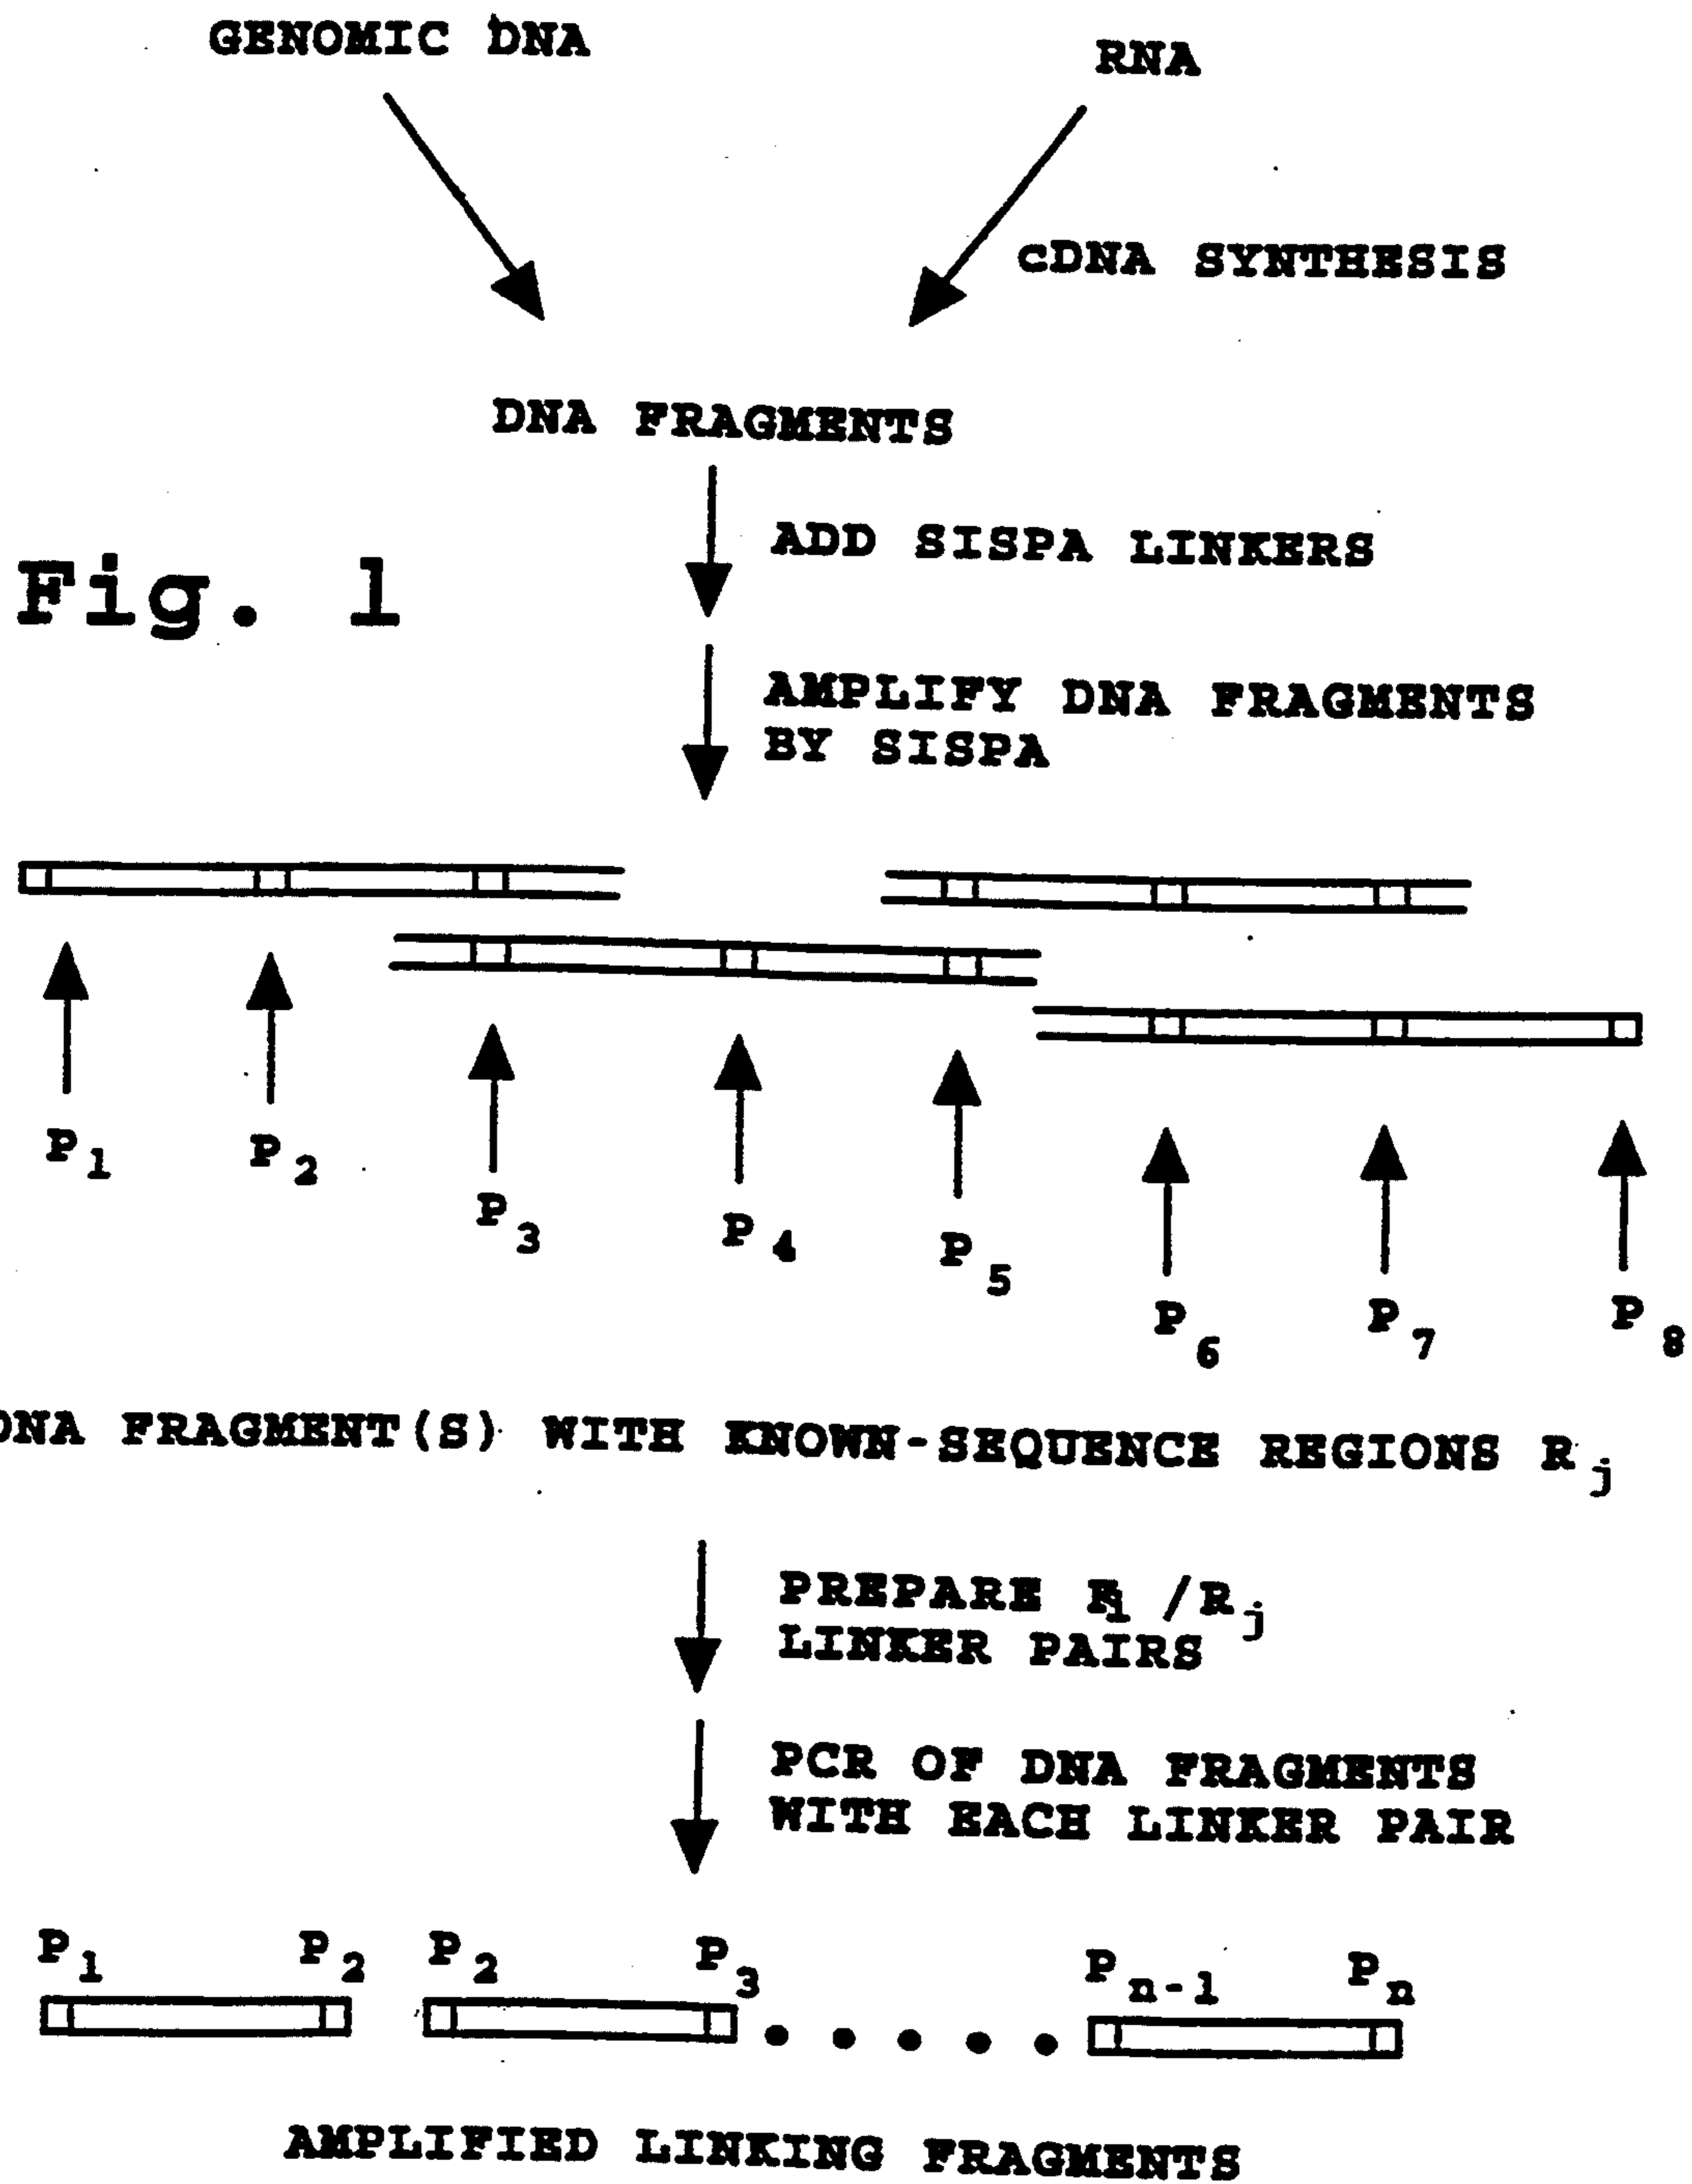 GENOMIC DNA
RNA
cDNA SYNTHESIS
DNA FRAGMENTS
ADD SISPA LINKERS
Fig. 1
AMPLIFY DNA FRAGMENTS
BY SISPA
P1 P2 P3 P4 P5 P6 P7 P8
DNA FRAGMENT(S) WITH KNOWN-SEQUENCE REGIONS Rj
PREPARE /Rj
LINKER PAIRS
PCR OF DNA FRAGMENTS
WITH EACH LINKER PAIR
P1 P2 P2 P3 Pn-1 Pn
AMPLIFIED LINKING FRAGMENTS